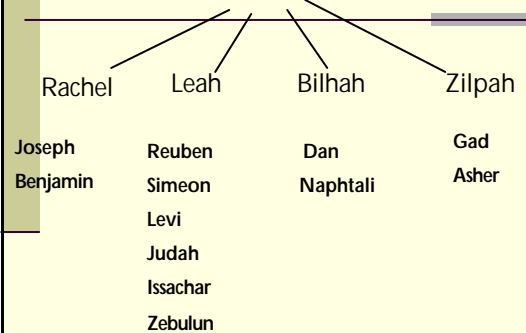 Rachel Leah Bilhah Zilpah
Joseph
Benjamin
Reuben
Simeon
Levi
Judah
Issachar
Zebulun
Dan
Naphtali
Gad
Asher